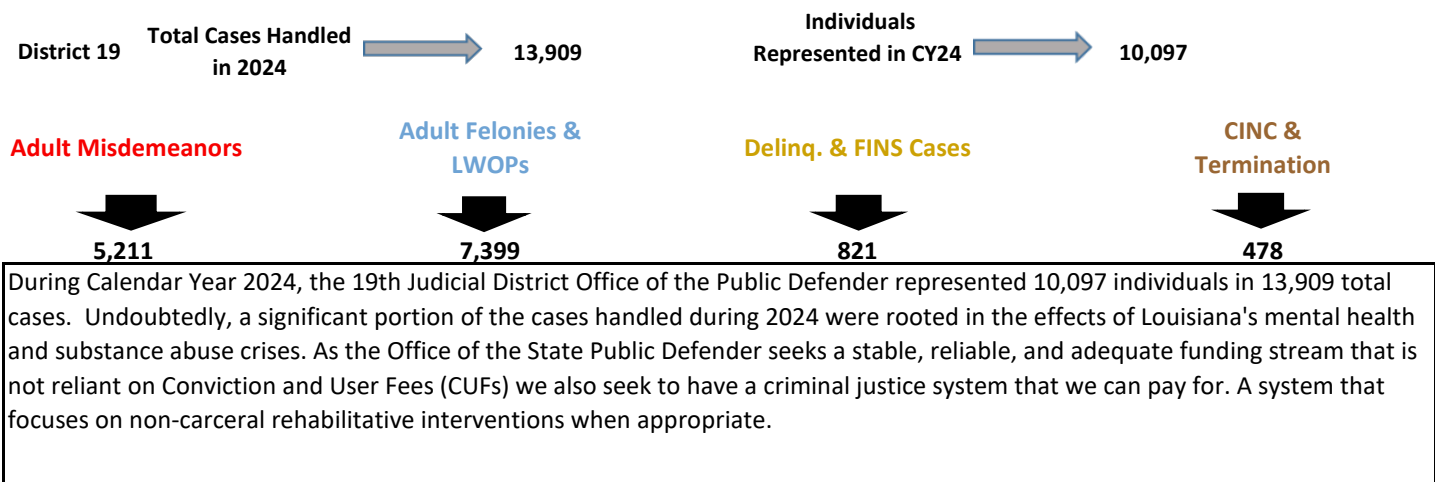 District 19
Total Cases Handled
in 2024
13,909
Individuals
Represented in CY24
10,097
Adult Misdemeanors
Adult Felonies &
LWOPs
Delinq. & FINS Cases
CINC &
Termination
5,211
7,399
821
478
During Calendar Year 2024, the 19th Judicial District Office of the Public Defender represented 10,097 individuals in 13,909 total
cases.  Undoubtedly, a significant portion of the cases handled during 2024 were rooted in the effects of Louisiana's mental health
and substance abuse crises. As the Office of the State Public Defender seeks a stable, reliable, and adequate funding stream that is
not reliant on Conviction and User Fees (CUFs) we also seek to have a criminal justice system that we can pay for. A system that
focuses on non-carceral rehabilitative interventions when appropriate.